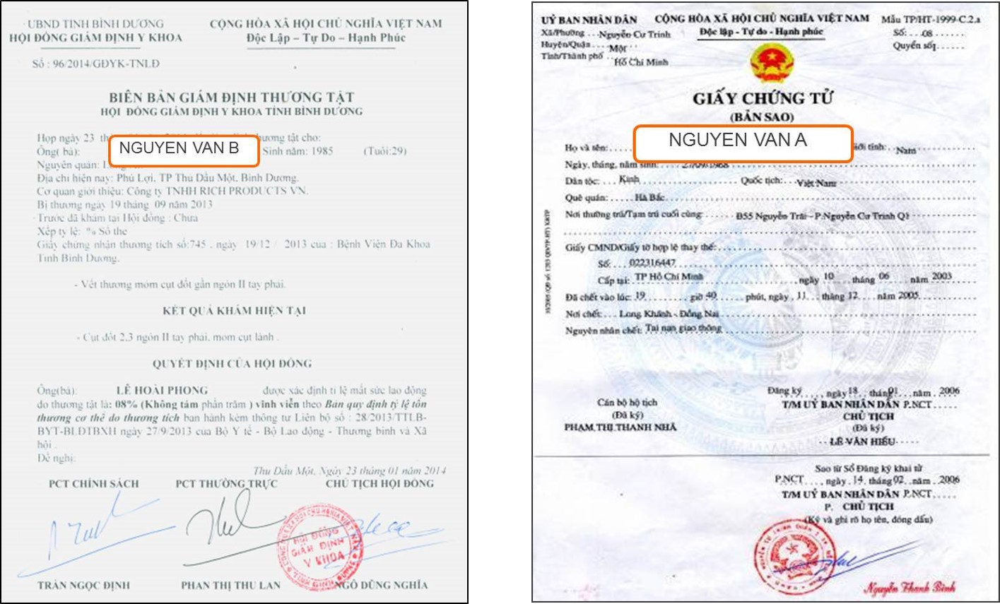 UBND TỈNH BÌNH DƯƠNG
HỘI ĐỒNG GIÁM ĐỊNH Y KHOA
CỘNG HÒA XÃ HỘI CHỦ NGHĨA VIỆT NAM
Độc Lập – Tự Do – Hạnh Phúc
Số : 96/2014/GĐYK-TNLĐ
BIÊN BẢN GIÁM ĐỊNH THƯƠNG TẬT
HỘI ĐỒNG GIÁM ĐỊNH Y KHOA TỈNH BÌNH DƯƠNG
Họp ngày 23 thương tật cho:
Ông( bà): NGUYEN VAN B Sinh năm: 1985 (Tuổi:29)
Nguyên quán:
Địa chỉ hiện nay: Phú Lợi, TP Thủ Dầu Một, Bình Dương.
Cơ quan giới thiệu: Công ty TNHH RICH PRODUCTS VN.
Bị thương ngày 19 tháng 09 năm 2013
Trước đã khám tại Hội đồng : Chưa
Xếp tỷ lệ: % Số thẻ
Giấy chứng nhận thương tích số:745 , ngày 19/12 / 2013 của : Bệnh Viện Đa Khoa
Tỉnh Bình Dương.
- Vết thương mỏm cụt đốt gần ngón II tay phải.
KẾT QUẢ KHÁM HIỆN TẠI
- Cụt đốt 2,3 ngón II tay phải, mỏm cụt lành .
QUYẾT ĐỊNH CỦA HỘI ĐỒNG
Ông(bà): LÊ HOÀI PHONG được xác định tỉ lệ mất sức lao động
do thương tật là: 08% (Không tám phần trăm ) vĩnh viễn theo Bản quy định tỷ lệ tổn
thương cơ thể do thương tích ban hành kèm thông tư Liên bộ số : 28/2013/TTLB-
BYT-BLĐTBXH ngày 27/9/2013 của Bộ Y tế - Bộ Lao động - Thương binh và Xã
hội .
Đề nghị:
Thủ Dầu Một, Ngày 23 tháng 01 năm 2014
PCT CHÍNH SÁCH PCT THƯỜNG TRỰC CHỦ TỊCH HỘI ĐỒNG
HỘI ĐỒNG
GIÁM ĐỊNH
Y KHOA
TRẦN NGỌC ĐỊNH PHAN THỊ THU LAN NGÔ DŨNG NGHĨA
UỶ BAN NHÂN DÂN
Xã/Phường Nguyễn Cư Trinh
Huyện/Quận Một
Tỉnh/Thành phố Hồ Chí Minh
CỘNG HÒA XÃ HỘI CHỦ NGHĨA VIỆT NAM
Độc lập - Tự do - Hạnh phúc
Mẫu TP/HT-1999-C.2.a
Số: 08
Quyển số:
GIẤY CHỨNG TỬ
(BẢN SAO)
Họ và tên: NGUYEN VAN A Giới tính: Nam
Ngày, tháng, năm sinh: 27/09/1968
Dân tộc: Kinh Quốc tịch: Việt Nam
Quê quán: Hà Bắc
Nơi thường trú/Tạm trú cuối cùng: Đ55 Nguyễn Trãi - P.Nguyễn Cư Trinh Q1
Giấy CMND/Giấy tờ hợp lệ thay thế:
Số: 022316447
Cấp tại: TP Hồ Chí Minh ngày 10 tháng 06 năm 2003
Đã chết vào lúc: 19 giờ 40 phút, ngày 11 tháng 12 năm 2005
Nơi chết: Long Khánh - Đồng Nai
Nguyên nhân chết: Tai nạn giao thông
Đăng ký ngày 18 tháng 01 năm 2006
Cán bộ hộ tịch
(Đã ký)
PHẠM THỊ THANH NHÃ
T/M UỶ BAN NHÂN DÂN P.NCT
CHỦ TỊCH
(Đã ký)
LÊ VĂN HIẾU
Sao từ Sổ Đăng ký khai tử
P.NCT ngày 14 tháng 02 năm 2006
T/M UỶ BAN NHÂN DÂN P.NCT
P. CHỦ TỊCH
(Ký và ghi rõ họ tên, đóng dấu)
Nguyễn Thanh Bình